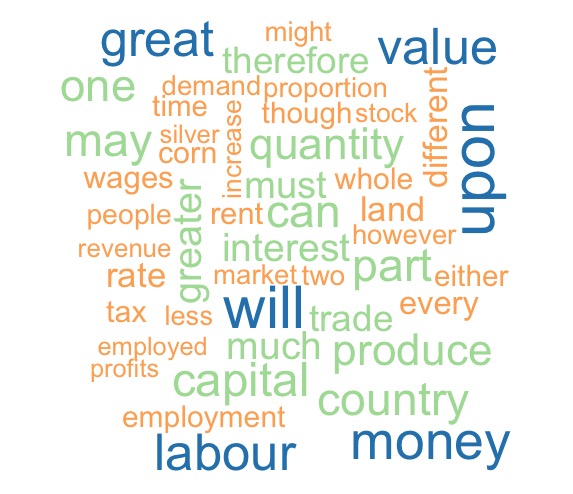 might
great
value
therefore
one
demand
proportion
time
though
stock
different
silver
may
corn
increase
quantity
upon
wages
must
whole
greater
people
rent
can
land
revenue
interest
however
rate
market
two
part
either
tax
less
will
trade
every
employed
much
produce
profits
capital
country
employment
labour
money